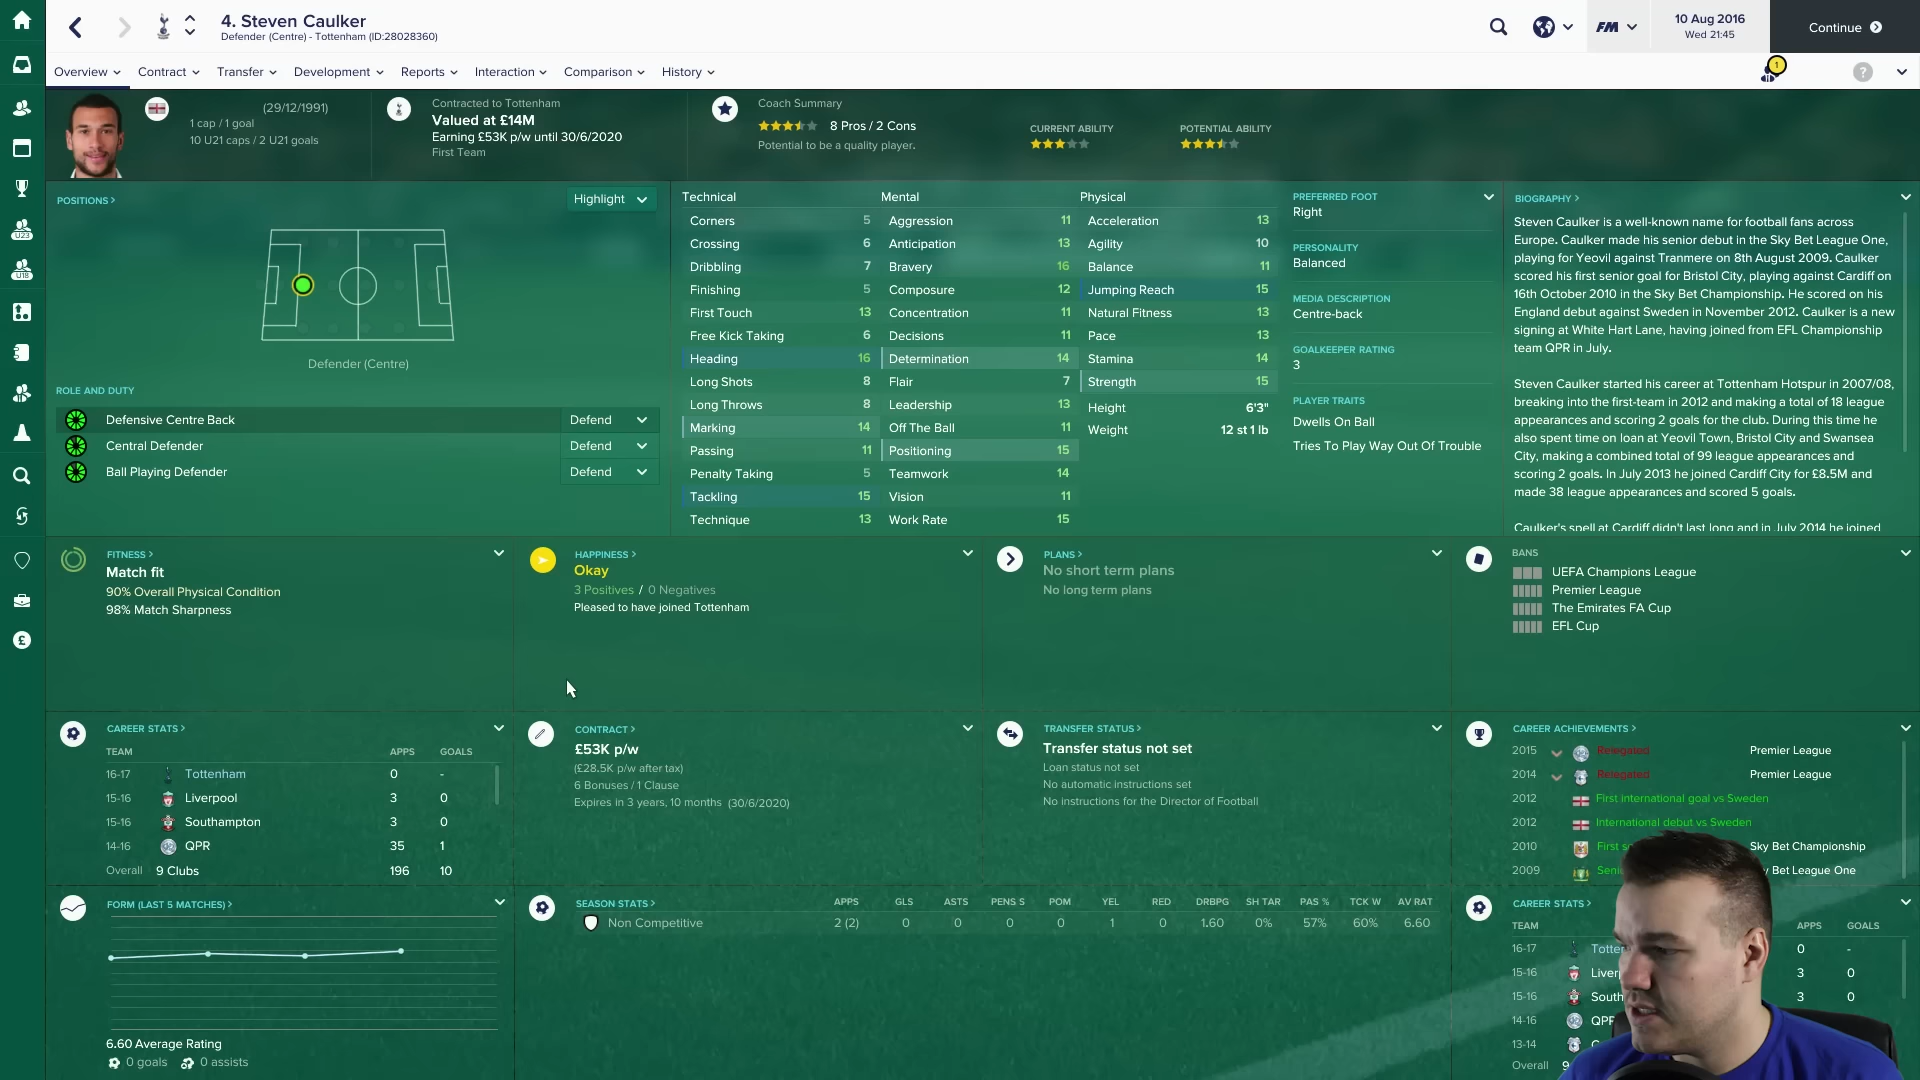 4. Steven Caulker
Defender (Centre) - Tottenham (ID:28028360)
FM
10 Aug 2016
Wed 21:45
Continue
Overview
Contract
Transfer
Development
Reports
Interaction
Comparison
History
1
?
(29/12/1991)
1 cap / 1 goal
10 U21 caps / 2 U21 goals
Contracted to Tottenham
Valued at £14M
Earning £53K p/w until 30/6/2020
First Team
Coach Summary
8 Pros / 2 Cons
Potential to be a quality player.
CURRENT ABILITY
POTENTIAL ABILITY
POSITIONS >
Highlight
Defender (Centre)
ROLE AND DUTY
Defensive Centre Back Defend
Central Defender Defend
Ball Playing Defender Defend
Technical
Corners 5
Crossing 6
Dribbling 7
Finishing 5
First Touch 13
Free Kick Taking 6
Heading 16
Long Shots 8
Long Throws 8
Marking 14
Passing 11
Penalty Taking 5
Tackling 15
Technique 13
Mental
Aggression 11
Anticipation 13
Bravery 16
Composure 12
Concentration 11
Decisions 11
Determination 14
Flair 7
Leadership 13
Off The Ball 11
Positioning 15
Teamwork 14
Vision 11
Work Rate 15
Physical
Acceleration 13
Agility 10
Balance 11
Jumping Reach 15
Natural Fitness 13
Pace 13
Stamina 14
Strength 15
Height 6'3"
Weight 12 st 1 lb
PREFERRED FOOT
Right
PERSONALITY
Balanced
MEDIA DESCRIPTION
Centre-back
GOALKEEPER RATING
3
PLAYER TRAITS
Dwells On Ball
Tries To Play Way Out Of Trouble
BIOGRAPHY >
Steven Caulker is a well-known name for football fans across
Europe. Caulker made his senior debut in the Sky Bet League One,
playing for Yeovil against Tranmere on 8th August 2009. Caulker
scored his first senior goal for Bristol City, playing against Cardiff on
16th October 2010 in the Sky Bet Championship. He scored on his
England debut against Sweden in November 2012. Caulker is a new
signing at White Hart Lane, having joined from EFL Championship
team QPR in July.
Steven Caulker started his career at Tottenham Hotspur in 2007/08,
breaking into the first-team in 2012 and making a total of 18 league
appearances and scoring 2 goals for the club. During this time he
also spent time on loan at Yeovil Town, Bristol City and Swansea
City, making a combined total of 99 league appearances and
scoring 2 goals. In July 2013 he joined Cardiff City for £8.5M and
made 38 league appearances and scored 5 goals.
Caulker's spell at Cardiff didn't last long and in July 2014 he joined
FITNESS >
Match fit
90% Overall Physical Condition
98% Match Sharpness
HAPPINESS >
Okay
3 Positives / 0 Negatives
Pleased to have joined Tottenham
PLANS >
No short term plans
No long term plans
BANS
UEFA Champions League
Premier League
The Emirates FA Cup
EFL Cup
CAREER STATS >
TEAM APPS GOALS
16-17 Tottenham 0 -
15-16 Liverpool 3 0
15-16 Southampton 3 0
14-16 QPR 35 1
Overall 9 Clubs 196 10
CONTRACT >
£53K p/w
(£28.5K p/w after tax)
6 Bonuses / 1 Clause
Expires in 3 years, 10 months (30/6/2020)
TRANSFER STATUS >
Transfer status not set
Loan status not set
No automatic instructions set
No instructions for the Director of Football
CAREER ACHIEVEMENTS >
2015 Relegated Premier League
2014 Relegated Premier League
2012 First international goal vs Sweden
2012 International debut vs Sweden
2010 First Sky Bet Championship
2009 Bet League One
FORM (LAST 5 MATCHES) >
6.60 Average Rating
0 goals 0 assists
SEASON STATS >
APPS GLS ASTS PENS S POM YEL RED DRBPG SH TAR PAS % TCK W AV RAT
Non Competitive 2 (2) 0 0 0 0 1 0 1.60 0% 57% 60% 6.60
CAREER STATS >
TEAM APPS GOALS
16-17 Totte 0 -
15-16 Liver 3 0
15-16 South 3 0
14-16 QPR
13-14
Overall 9